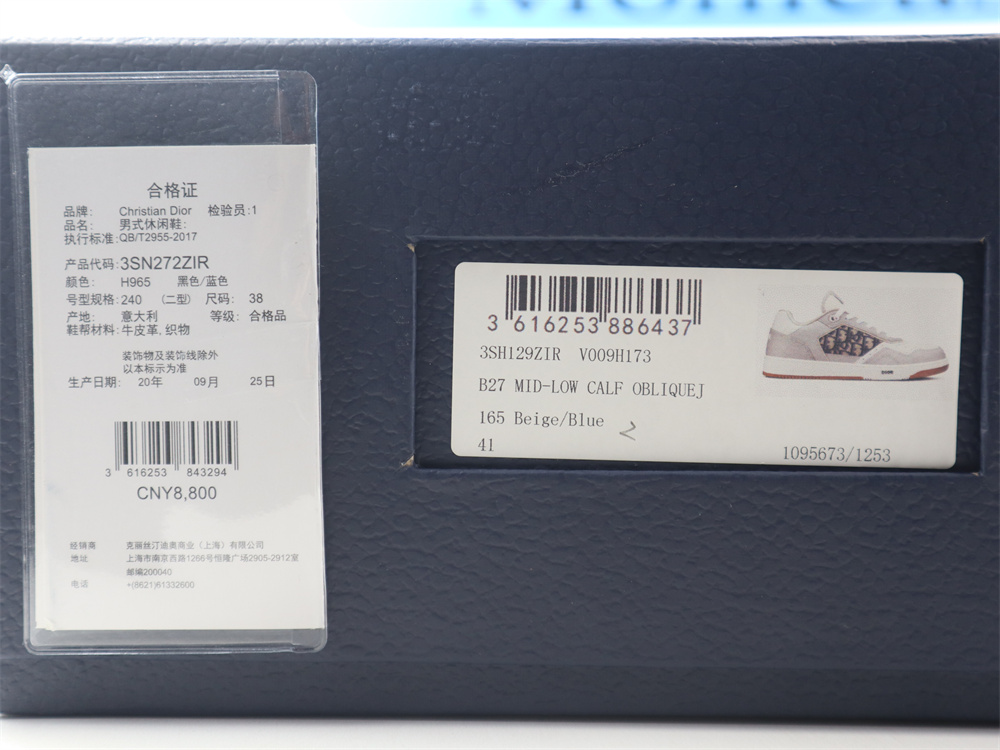 合格证
品牌: Christian Dior 检验员:1
品名: 男式休闲鞋:
执行标准:QB/T2955-2017
产品代码:3SN272ZIR
颜色: H965 黑色/蓝色
号型规格:240 (二型) 尺码: 38
产地: 意大利 等级: 合格品
鞋帮材料:牛皮革, 织物
装饰物及装饰线除外
以本标示为准
生产日期: 20年 09月 25日
3 616253 843294
CNY8,800
经销商 克丽丝汀迪奥商业(上海)有限公司
地址 上海市南京西路1266号恒隆广场2905-2912室
邮编200040
电话 +(8621)61332600
3 616253 886437
3SH129ZIR V009H173
B27 MID-LOW CALF OBLIQUEJ
165 Beige/Blue
41
1095673/1253